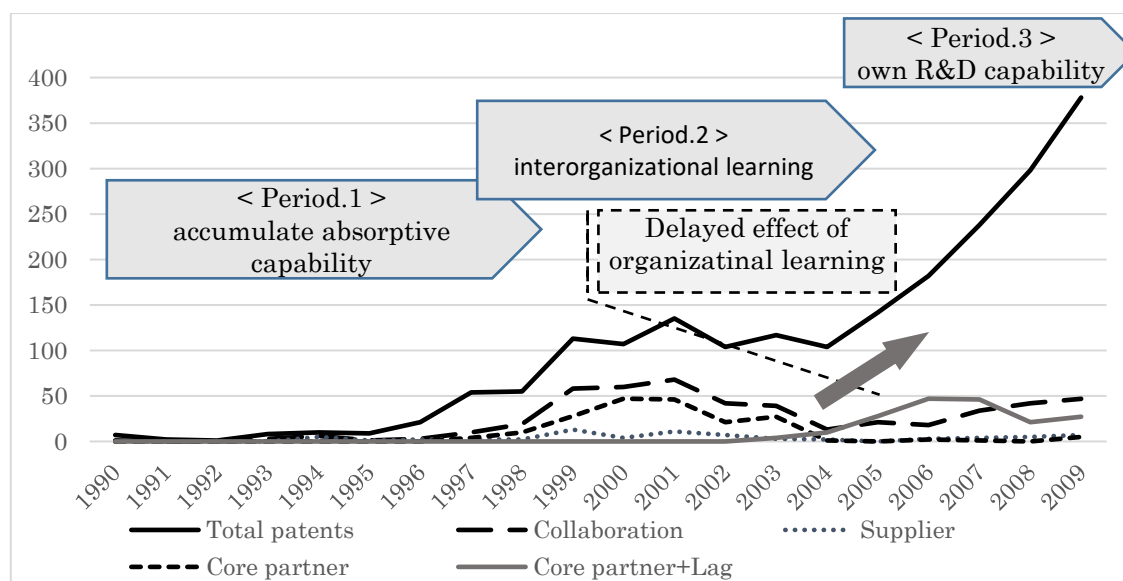 < Period.3 >
own R&D capability
< Period.2 >
interorganizational learning
< Period.1 >
accumulate absorptive
capability
Delayed effect of
organizatinal learning
400
350
300
250
200
150
100
50
0
1990 1991 1992 1993 1994 1995 1996 1997 1998 1999 2000 2001 2002 2003 2004 2005 2006 2007 2008 2009
Total patents Collaboration Supplier
Core partner Core partner+Lag